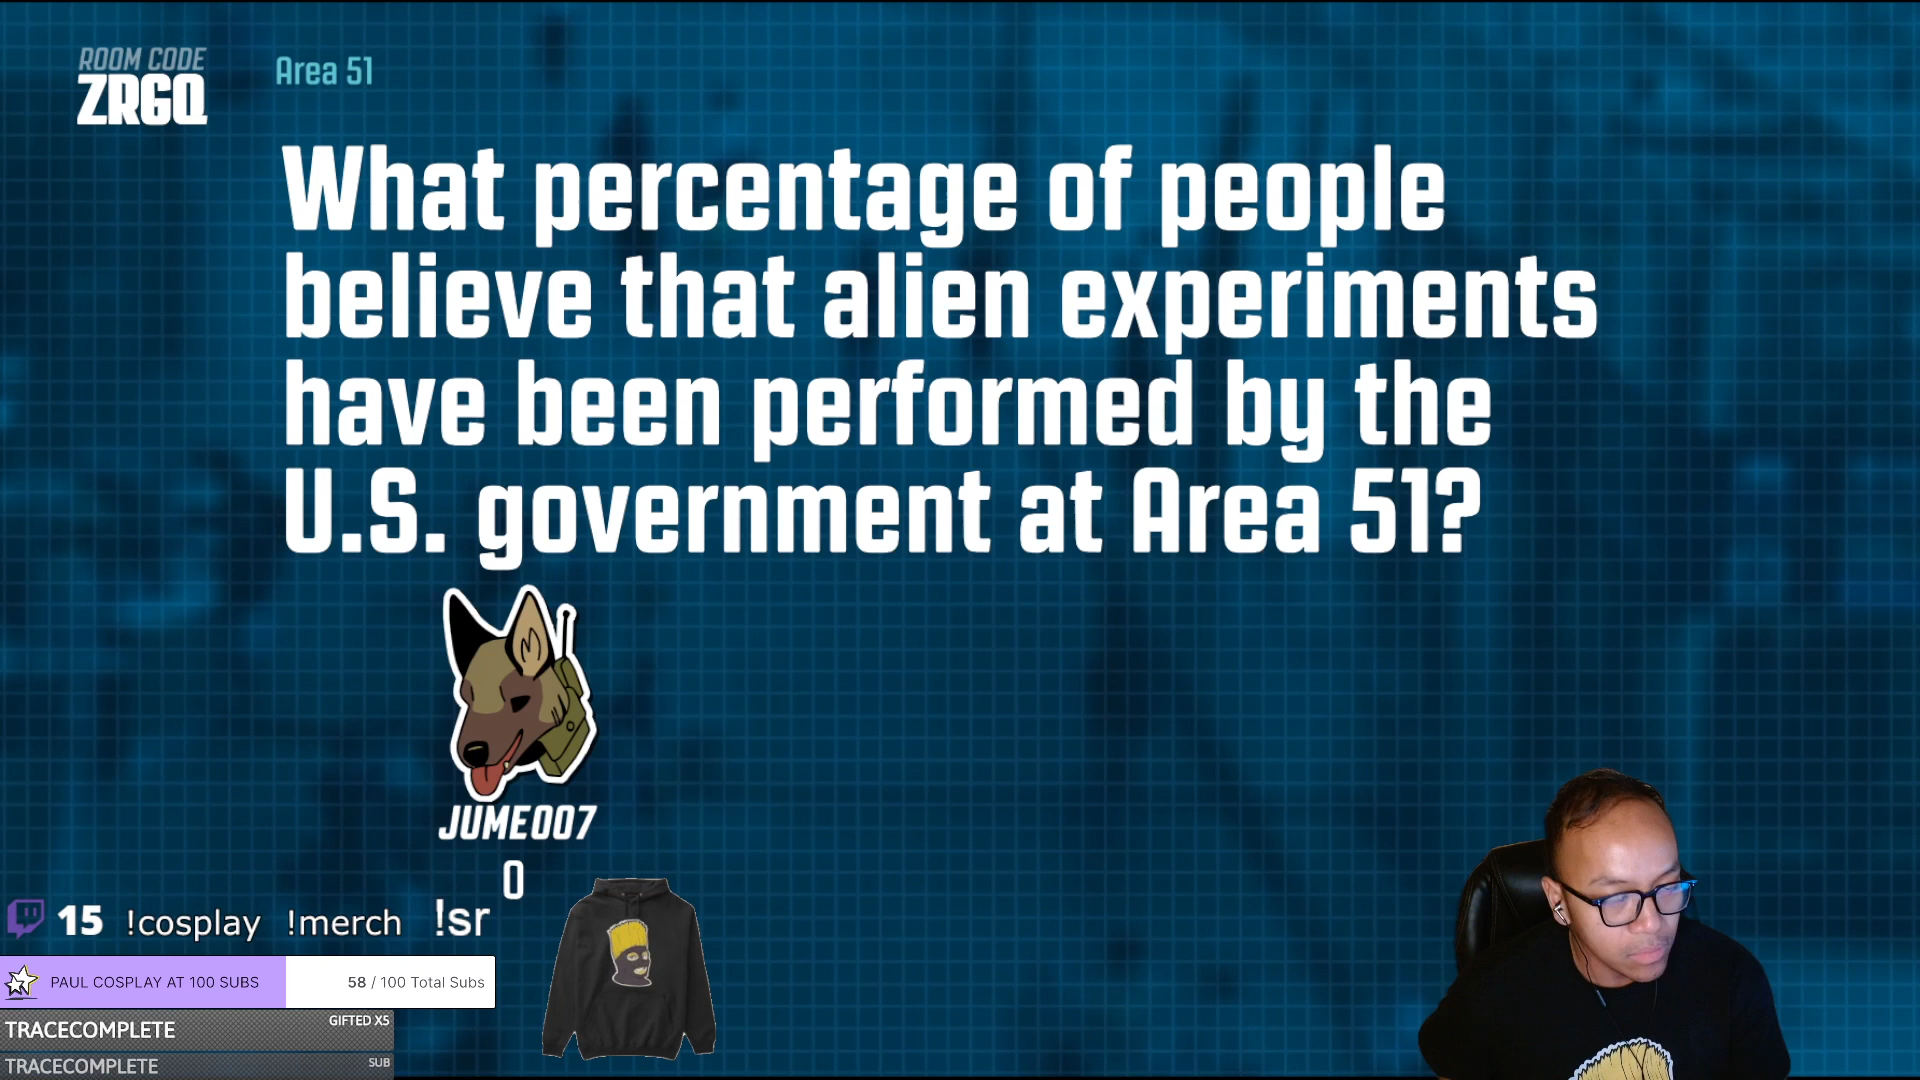 ROOM CODE
ZRGQ
Area 51
What percentage of people
believe that alien experiments
have been performed by the
U.S. government at Area 51?
JUME007
0
15 !cosplay !merch !sr
PAUL COSPLAY AT 100 SUBS 58 / 100 Total Subs
TRACECOMPLETE GIFTED X5
TRACECOMPLETE SUB